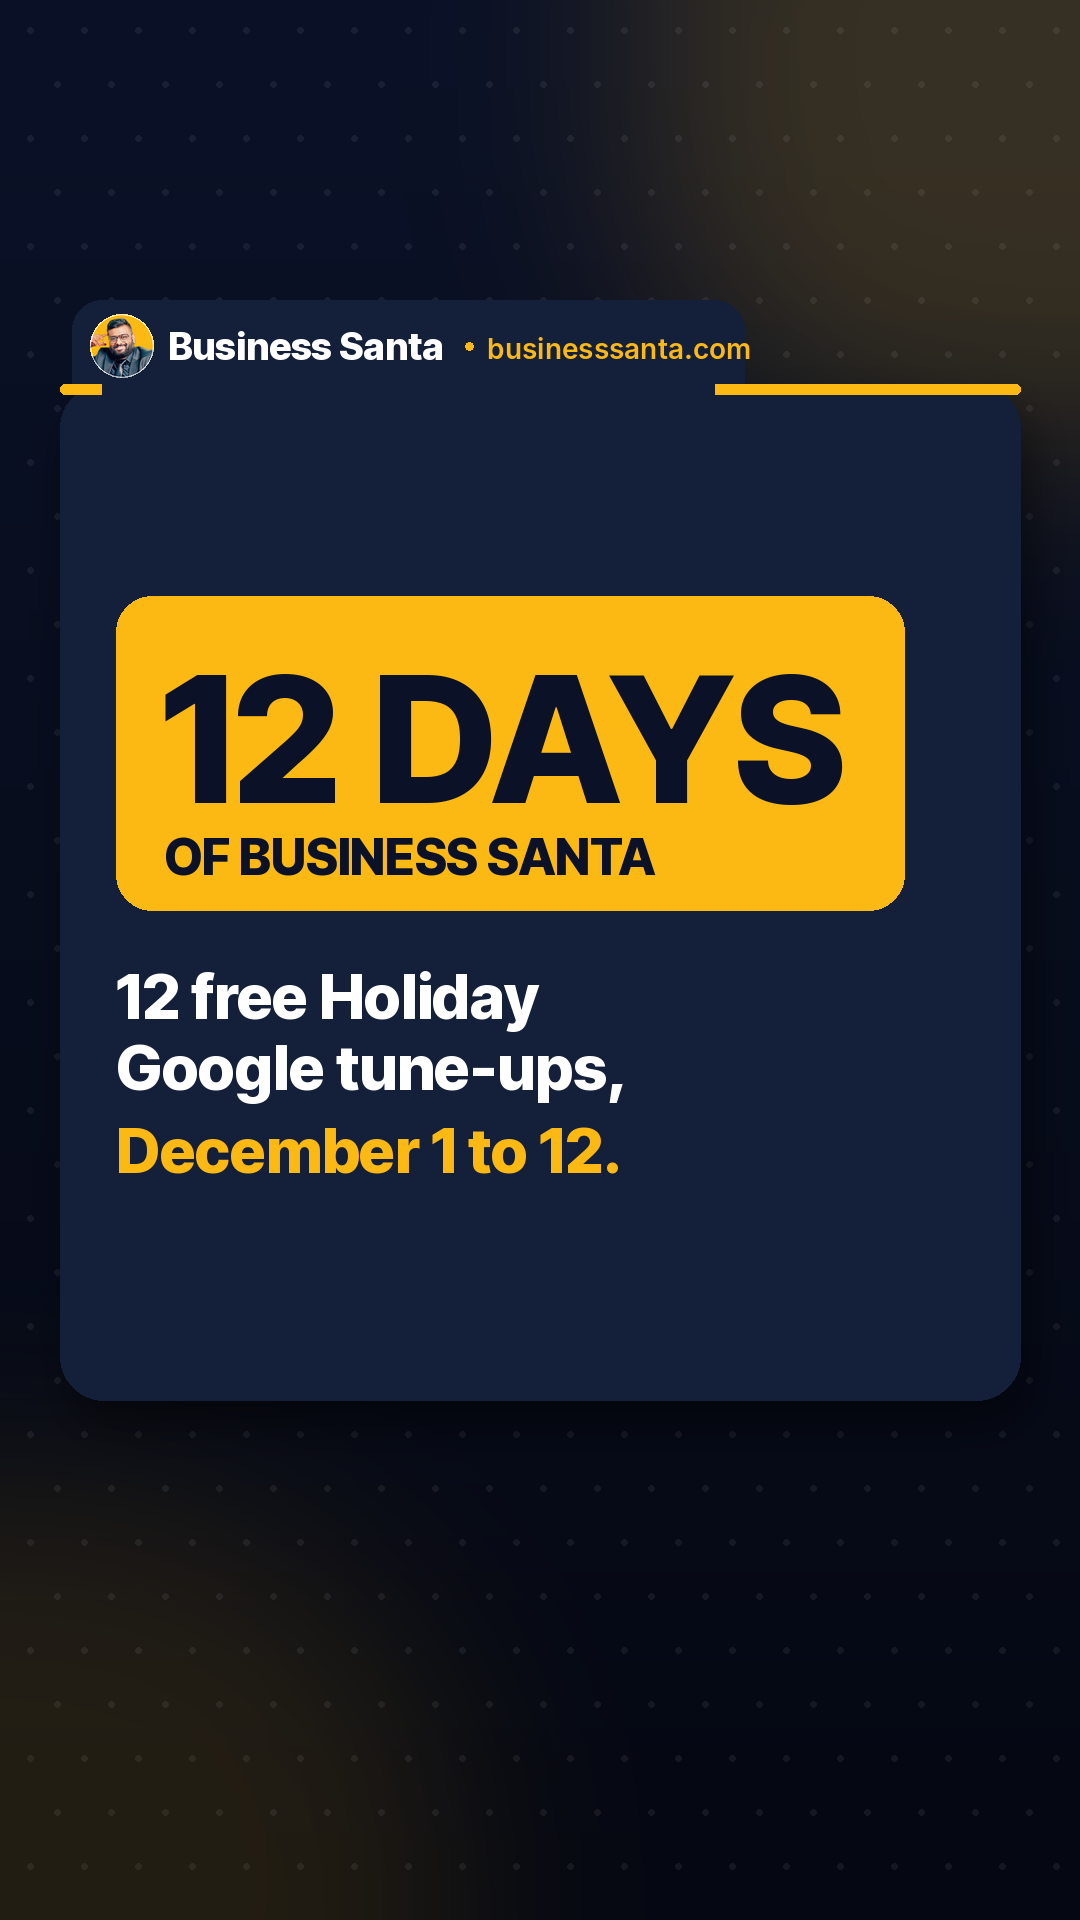 Business Santa • businesssanta.com
12 DAYS
OF BUSINESS SANTA
12 free Holiday
Google tune-ups,
December 1 to 12.